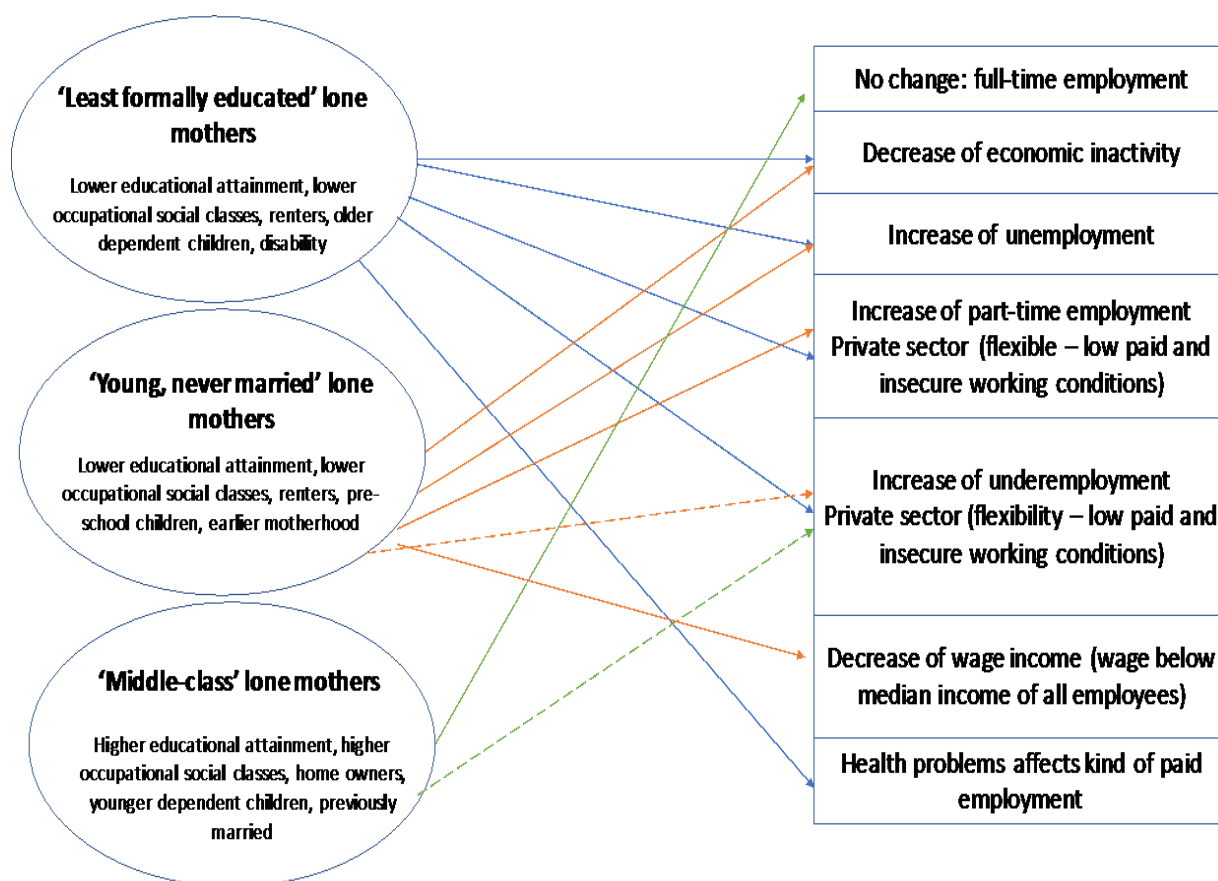 ‘Least formally educated’ lone
mothers
Lower educational attainment, lower
occupational social classes, renters, older
dependent children, disability
‘Young, never married’ lone
mothers
Lower educational attainment, lower
occupational social classes, renters, pre-
school children, earlier motherhood
‘Middle-class’ lone mothers
Higher educational attainment, higher
occupational social classes, home owners,
younger dependent children, previously
married
No change: full-time employment
Decrease of economic inactivity
Increase of unemployment
Increase of part-time employment
Private sector (flexible – low paid and
insecure working conditions)
Increase of underemployment
Private sector (flexibility – low paid and
insecure working conditions)
Decrease of wage income (wage below
median income of all employees)
Health problems affects kind of paid
employment